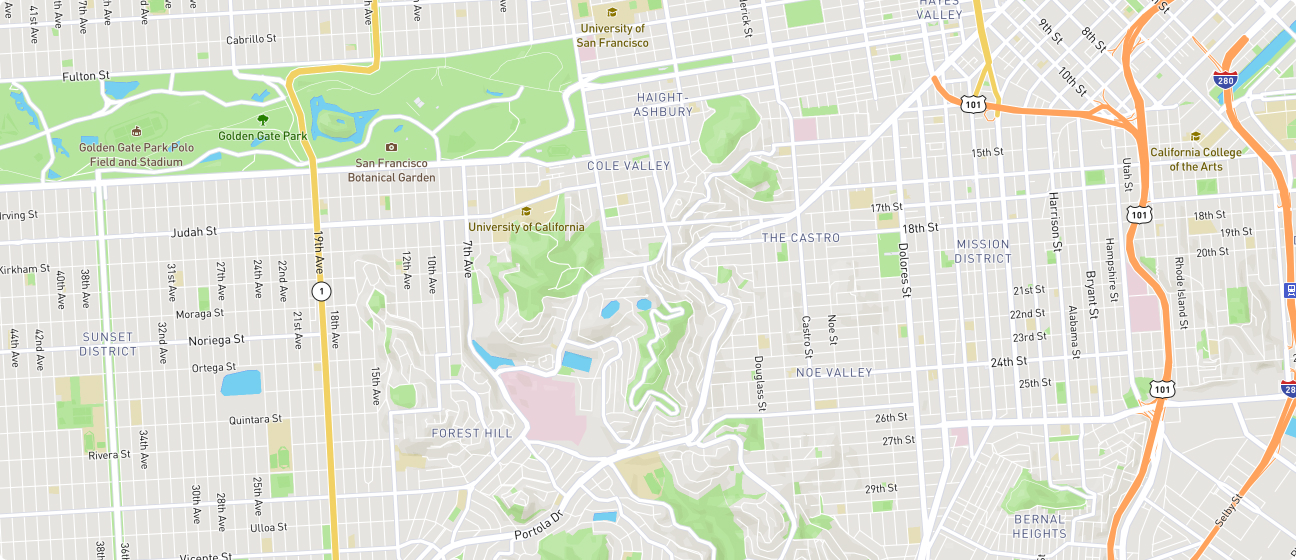 HAYES
VALLEY
University of
San Francisco
41st Ave
Cabrillo St
Fulton St
9th St
8th St
10th St
280
101
HAIGHT-
ASHBURY
Golden Gate Park
Golden Gate Park Polo
Field and Stadium
San Francisco
Botanical Garden
COLE VALLEY
15th St
California College
of the Arts
Utah St
Irving St
Judah St
University of California
17th St
18th St
THE CASTRO
MISSION
DISTRICT
Harrison St
101
18th St
19th St
20th St
Kirkham St
40th Ave
38th Ave
31st Ave
27th Ave
24th Ave
22nd Ave
19th Ave
1
12th Ave
10th Ave
7th Ave
Dolores St
Hampshire St
Bryant St
Rhode Island St
Moraga St
21st St
22nd St
23rd St
Alabama St
44th Ave
42nd Ave
SUNSET
DISTRICT
32nd Ave
Noriega St
21st Ave
18th Ave
Castro St
Noe St
24th St
Ortega St
15th Ave
Douglass St
NOE VALLEY
25th St
101
Quintara St
FOREST HILL
26th St
27th St
34th Ave
Rivera St
30th Ave
28th Ave
25th Ave
29th St
Ulloa St
Portola Dr
BERNAL
HEIGHTS
Selby St
38th
36th
Vicente St